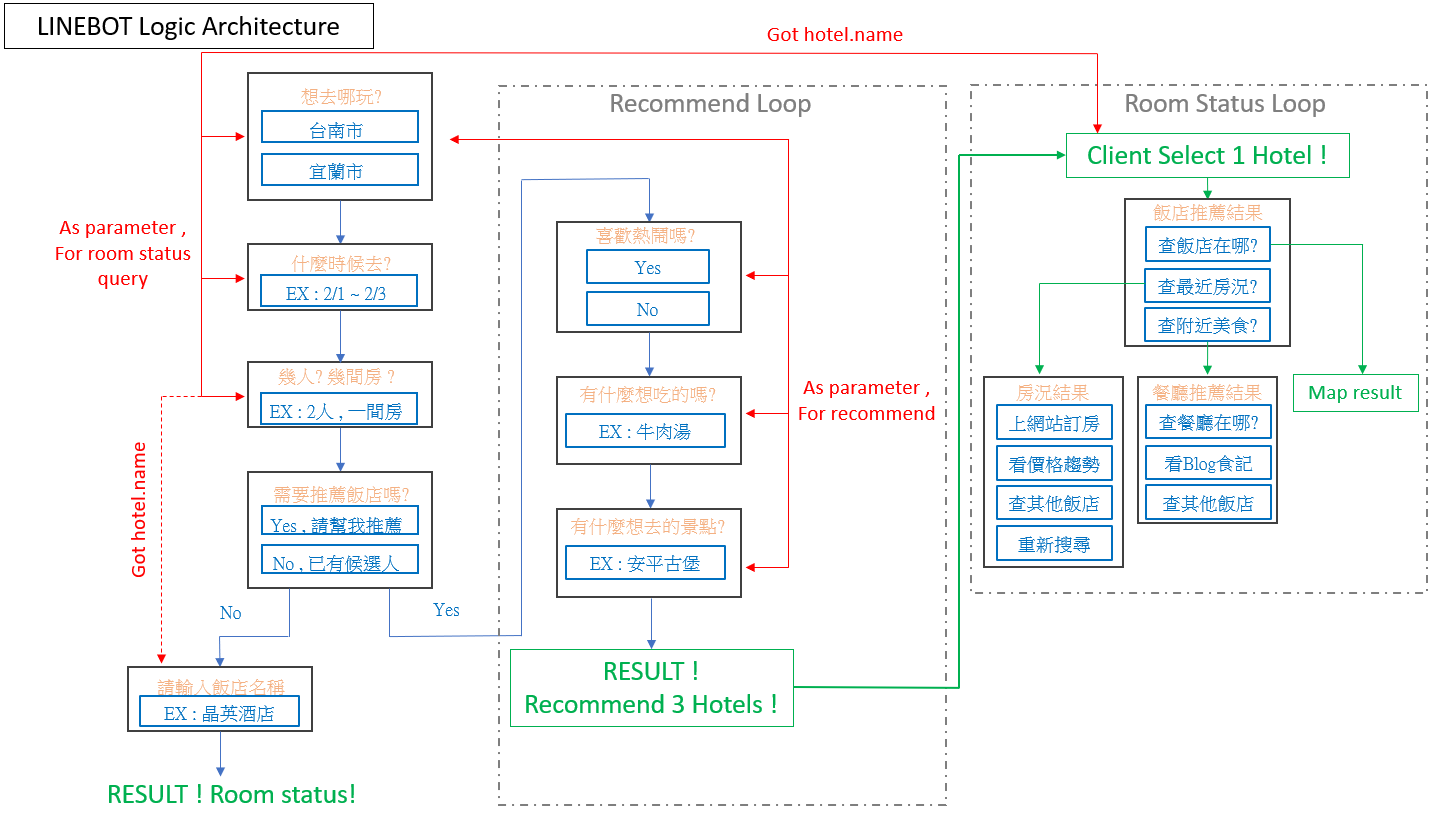 LINEBOT Logic Architecture
Got hotel.name
想去哪玩?
台南市
宜蘭市
As parameter ,
For room status
query
什麼時候去?
EX : 2/1 ~ 2/3
幾人? 幾間房 ?
EX : 2人 , 一間房
Got hotel.name
需要推薦飯店嗎?
Yes , 請幫我推薦
No , 已有候選人
No
Yes
請輸入飯店名稱
EX : 晶英酒店
RESULT ! Room status!
Recommend Loop
喜歡熱鬧嗎?
Yes
No
有什麼想吃的嗎?
EX : 牛肉湯
As parameter ,
For recommend
有什麼想去的景點?
EX : 安平古堡
RESULT !
Recommend 3 Hotels !
Room Status Loop
Client Select 1 Hotel !
飯店推薦結果
查飯店在哪?
查最近房況?
查附近美食?
房況結果
上網站訂房
看價格趨勢
查其他飯店
重新搜尋
餐廳推薦結果
查餐廳在哪?
看Blog食記
查其他飯店
Map result